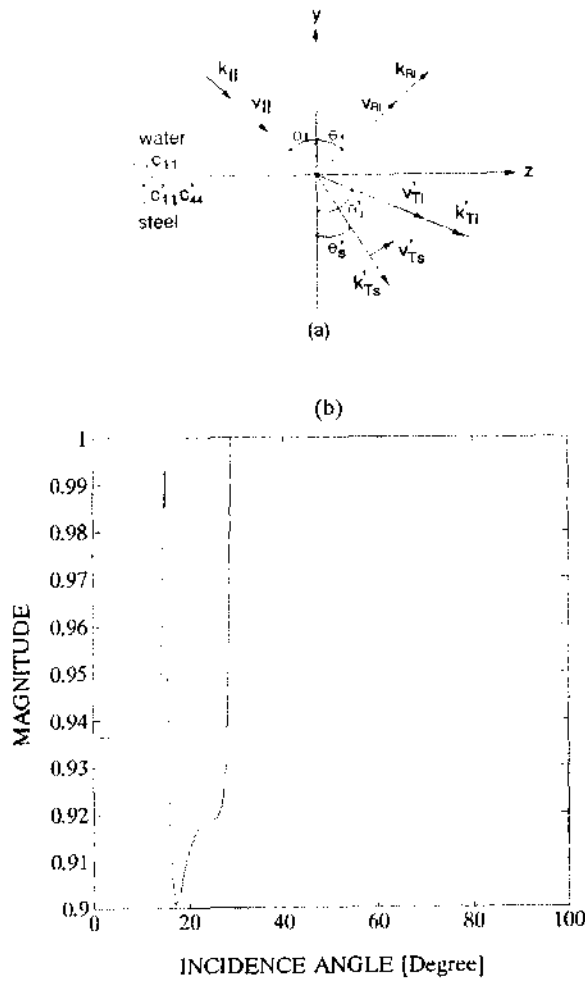 y
k
v
k_Rl
v_Rl
water
c_11
z
c'_11 c'_44
steel
v'_Tl
k'_Tl
θ'_s
v'_Ts
k'_Ts
(a)
(b)
MAGNITUDE
1
0.99
0.98
0.97
0.96
0.95
0.94
0.93
0.92
0.91
0.9
0
20
40
60
80
100
INCIDENCE ANGLE [Degree]